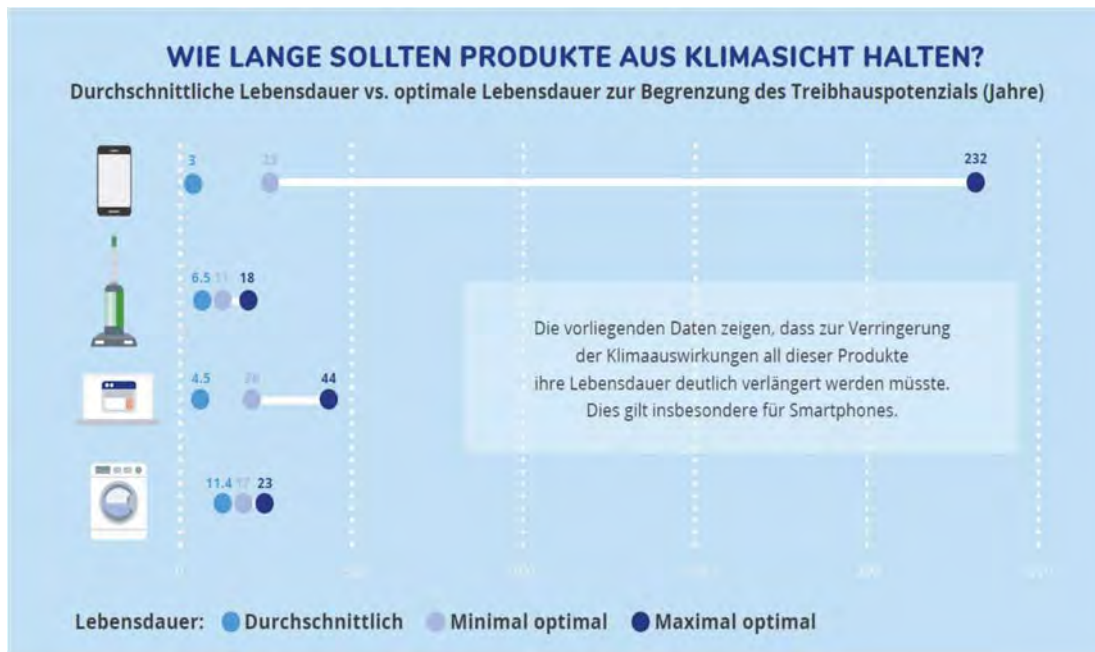 WIE LANGE SOLLTEN PRODUKTE AUS KLIMASICHT HALTEN?
Durchschnittliche Lebensdauer vs. optimale Lebensdauer zur Begrenzung des Treibhauspotenzials (Jahre)
3 232
6.5 11 18
4.5 44
11.4 17 23
Die vorliegenden Daten zeigen, dass zur Verringerung
der Klimaauswirkungen all dieser Produkte
ihre Lebensdauer deutlich verlängert werden müsste.
Dies gilt insbesondere für Smartphones.
0
Lebensdauer: Durchschnittlich Minimal optimal Maximal optimal